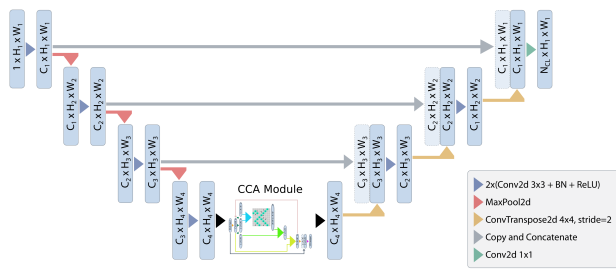 1 x H₁ x W₁
C₁ x H₁ x W₁
C₁ x H₁ x W₁
C₁ x H₁ x W₁
N_CL x H₁ x W₁
C₁ x H₂ x W₂
C₂ x H₂ x W₂
C₂ x H₂ x W₂
C₂ x H₂ x W₂
C₁ x H₂ x W₂
C₂ x H₃ x W₃
C₃ x H₃ x W₃
C₃ x H₃ x W₃
C₃ x H₃ x W₃
C₂ x H₃ x W₃
C₃ x H₄ x W₄
C₄ x H₄ x W₄
CCA Module
C₄ x H₄ x W₄
2x(Conv2d 3x3 + BN + ReLU)
MaxPool2d
ConvTranspose2d 4x4, stride=2
Copy and Concatenate
Conv2d 1x1